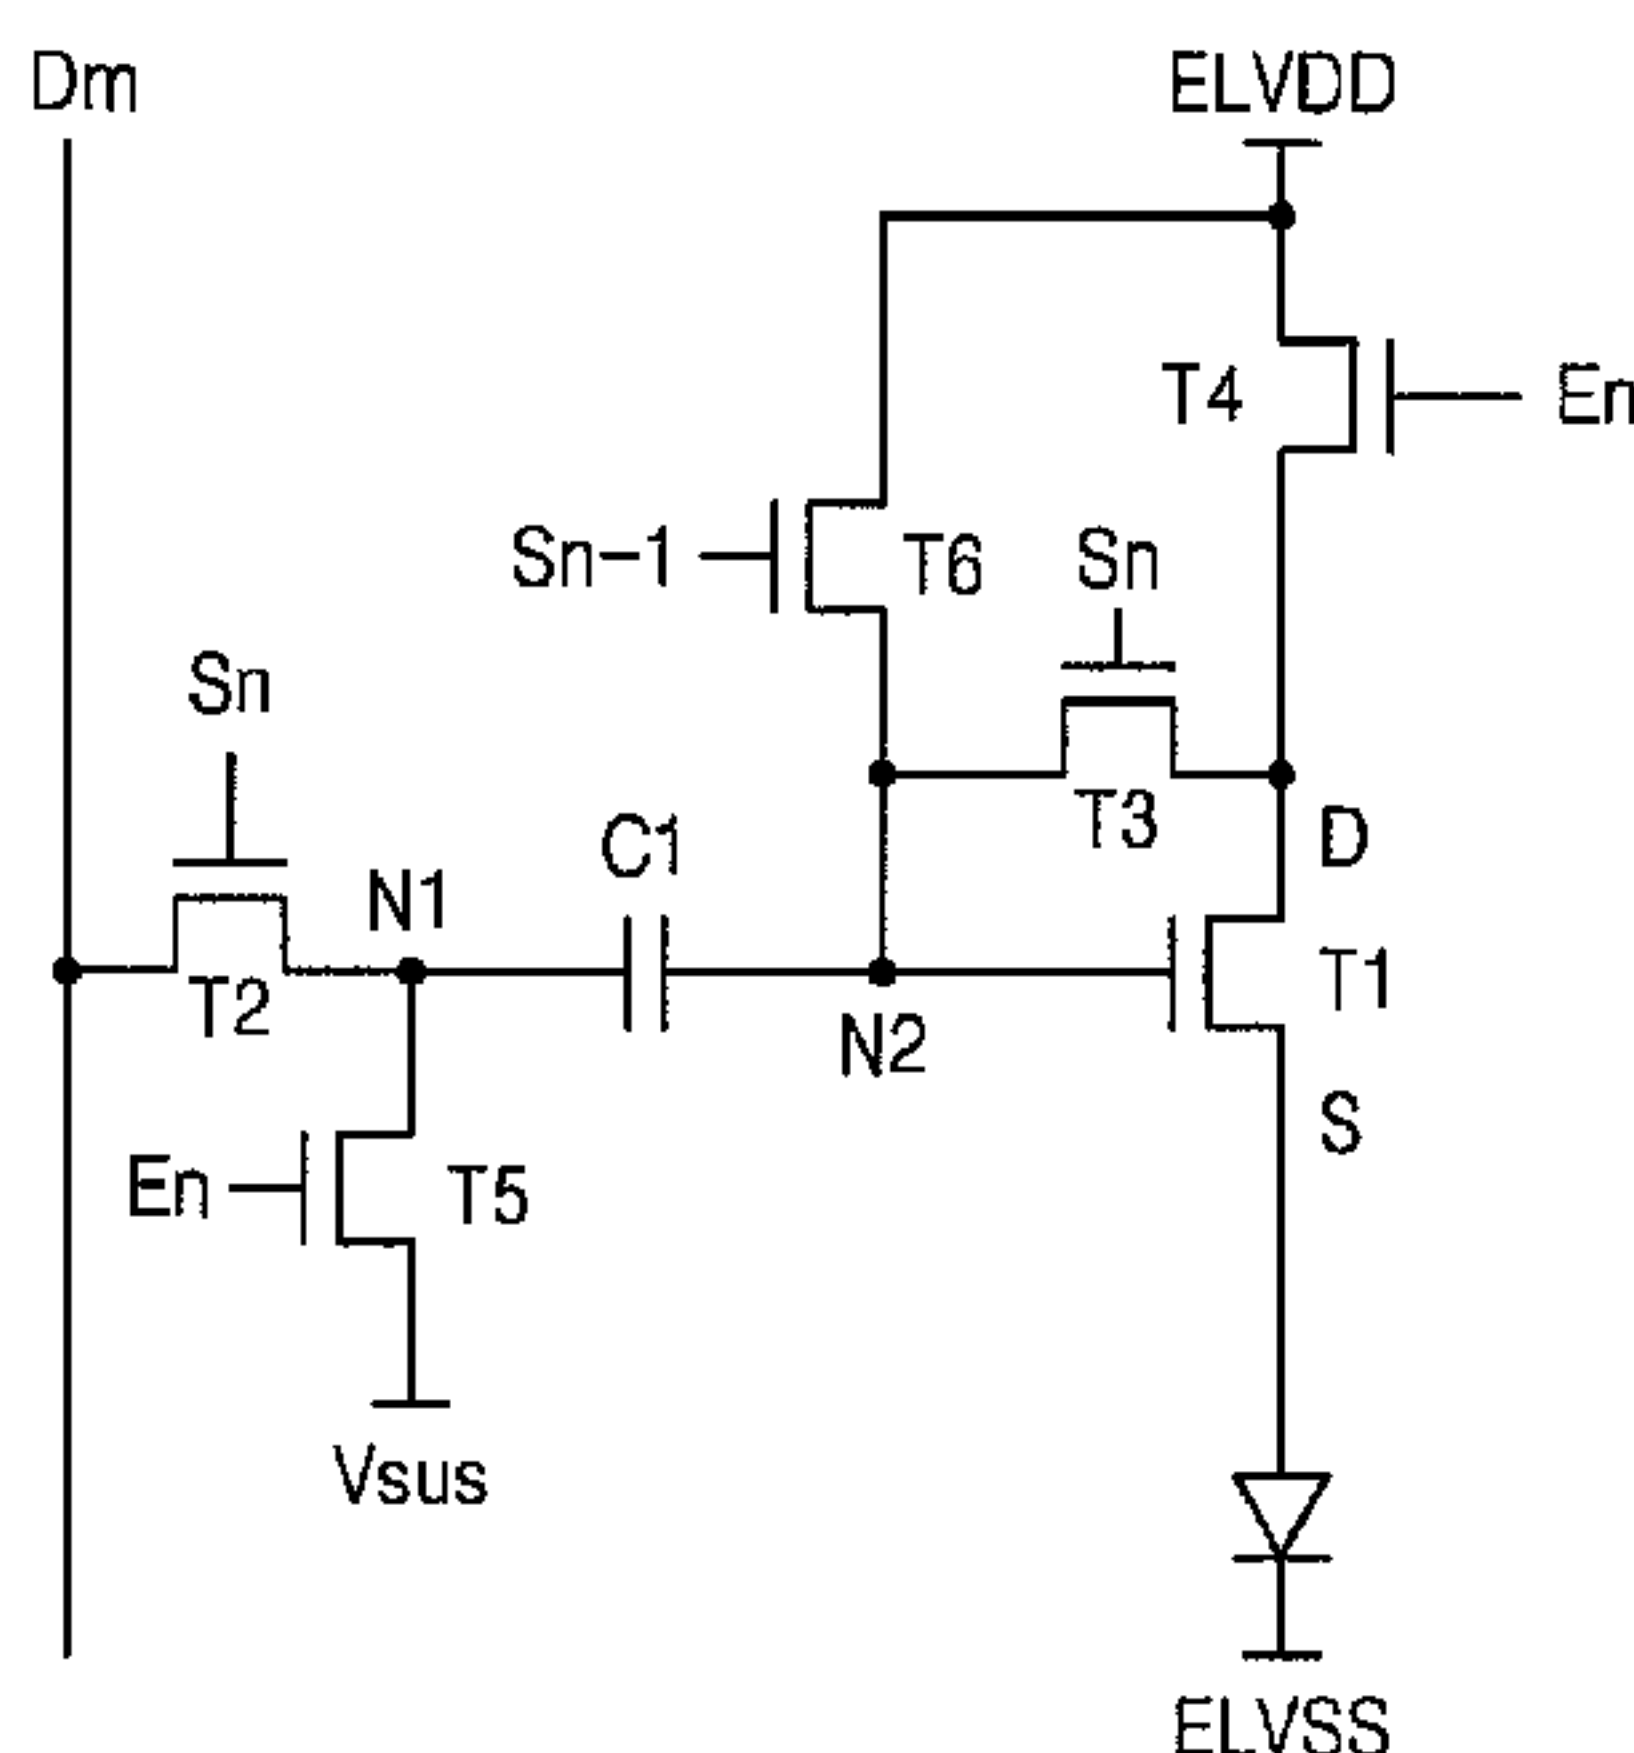 Dm
ELVDD
T4
En
Sn-1
T6
Sn
Sn
T3
C1
D
N1
T2
T1
N2
S
En
T5
Vsus
ELVSS